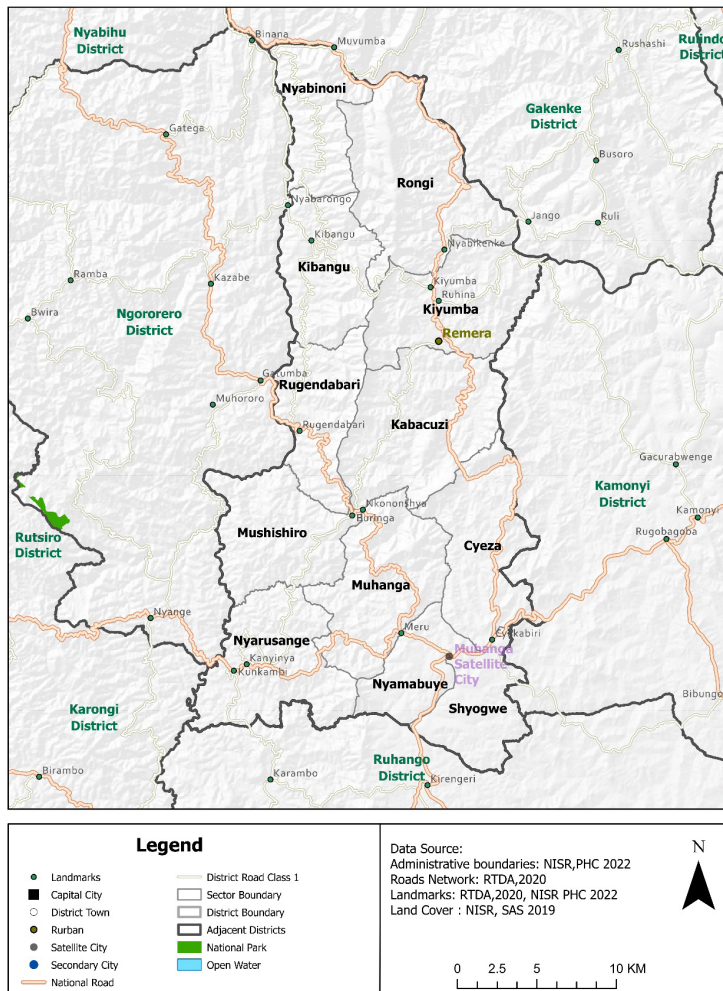 Nyabihu
District
Binana
Muvumba
Rushashi
Rulindo
District
Nyabinoni
Gakenke
District
Gatega
Busoro
Rongi
Nyabarongo
Jango
Ruli
Kibangu
Nyabikenke
Kibangu
Ramba
Kazabe
Kiyumba
Ruhina
Kiyumba
Bwira
Ngororero
District
Remera
Gatumba
Rugendabari
Muhororo
Rugendabari
Kabacuzi
Gacurabwenge
Kamonyi
District
Nkononshya
Buringa
Kamonyi
Rutsiro
District
Mushishiro
Cyeza
Rugobagoba
Muhanga
Nyange
Nyarusange
Meru
Cyakabiri
Muhanga
Satellite
City
Kanyinya
Kunkambi
Nyamabuye
Bibungo
Karongi
District
Shyogwe
Ruhango
District
Birambo
Karambo
Kirengeri
Legend
Landmarks
Capital City
District Town
Rurban
Satellite City
Secondary City
National Road
District Road Class 1
Sector Boundary
District Boundary
Adjacent Districts
National Park
Open Water
Data Source:
Administrative boundaries: NISR,PHC 2022
Roads Network: RTDA,2020
Landmarks: RTDA,2020, NISR PHC 2022
Land Cover : NISR, SAS 2019
N
0 2.5 5 10 KM